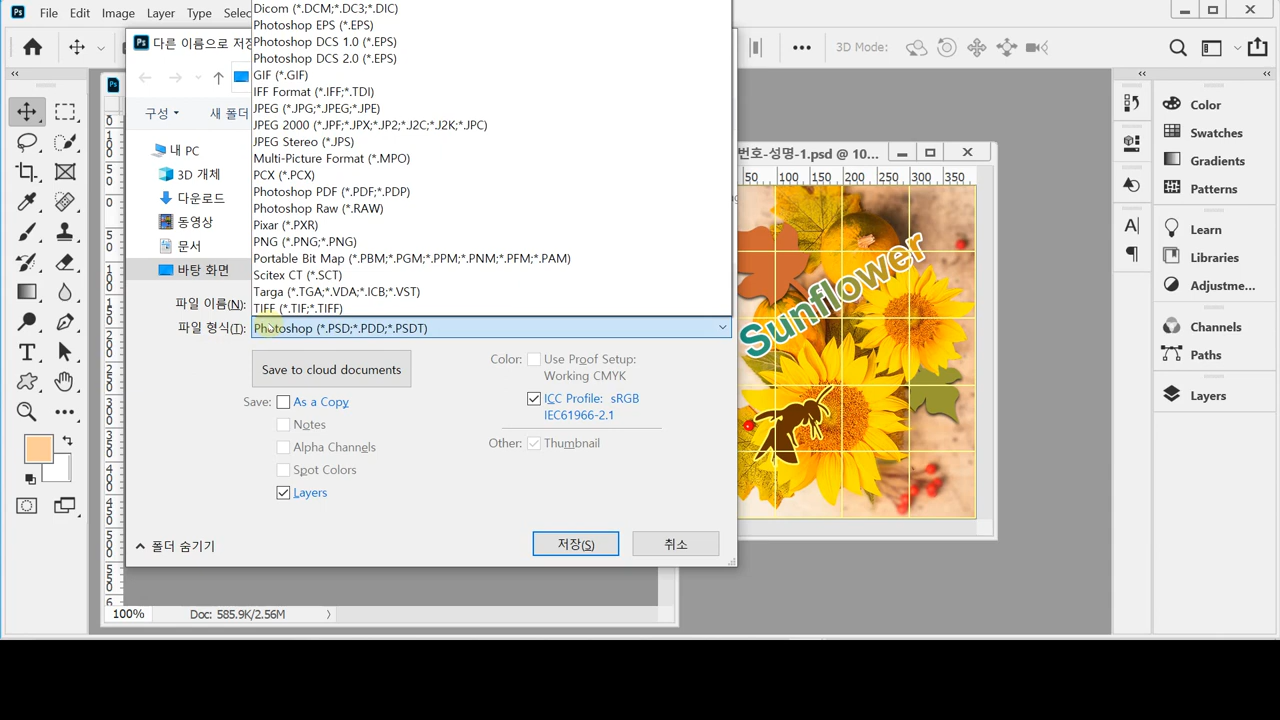 Ps File Edit Image Layer Type Selec
3D Mode:
다른 이름으로 저장
구성
새 폴더
내 PC
3D 개체
다운로드
동영상
문서
바탕 화면
Dicom (*.DCM;*.DC3;*.DIC)
Photoshop EPS (*.EPS)
Photoshop DCS 1.0 (*.EPS)
Photoshop DCS 2.0 (*.EPS)
GIF (*.GIF)
IFF Format (*.IFF;*.TDI)
JPEG (*.JPG;*.JPEG;*.JPE)
JPEG 2000 (*.JPF;*.JPX;*.JP2;*.J2C;*.J2K;*.JPC)
JPEG Stereo (*.JPS)
Multi-Picture Format (*.MPO)
PCX (*.PCX)
Photoshop PDF (*.PDF;*.PDP)
Photoshop Raw (*.RAW)
Pixar (*.PXR)
PNG (*.PNG;*.PNG)
Portable Bit Map (*.PBM;*.PGM;*.PPM;*.PNM;*.PFM;*.PAM)
Scitex CT (*.SCT)
Targa (*.TGA;*.VDA;*.ICB;*.VST)
TIFF (*.TIF;*.TIFF)
파일 이름(N):
파일 형식(T): Photoshop (*.PSD;*.PDD;*.PSDT)
Save to cloud documents
Save: As a Copy
Notes
Alpha Channels
Spot Colors
Layers
Color: Use Proof Setup:
Working CMYK
ICC Profile: sRGB
IEC61966-2.1
Other: Thumbnail
폴더 숨기기
저장(S)
취소
100% Doc: 585.9K/2.56M
번호-성명-1.psd @ 10...
50 100 150 200 250 300 350
Sunflower
Color
Swatches
Gradients
Patterns
Learn
Libraries
Adjustme...
Channels
Paths
Layers